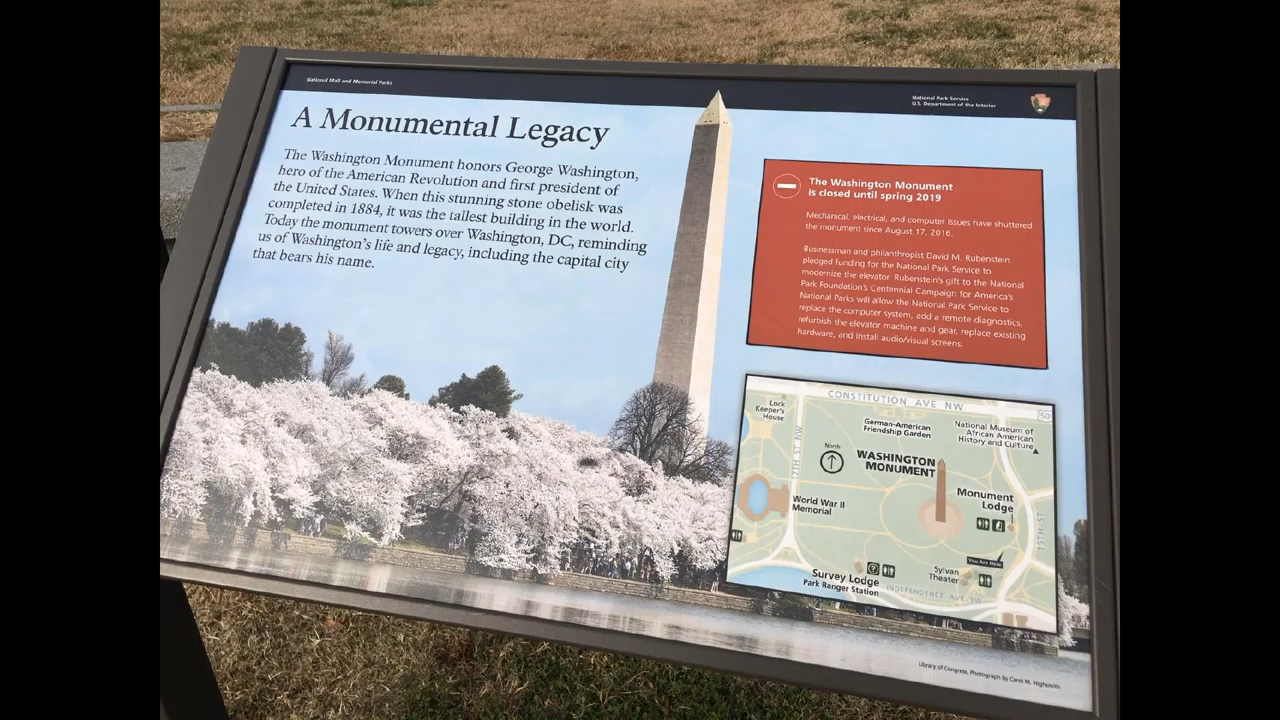 National Mall and Memorial Parks
National Park Service
U.S. Department of the Interior
A Monumental Legacy
The Washington Monument honors George Washington,
hero of the American Revolution and first president of
the United States. When this stunning stone obelisk was
completed in 1884, it was the tallest building in the world.
Today the monument towers over Washington, DC, reminding
us of Washington's life and legacy, including the capital city
that bears his name.
The Washington Monument
is closed until spring 2019
Mechanical, electrical, and computer issues have shuttered
the monument since August 17, 2016.
Businessman and philanthropist David M. Rubenstein
pledged funding for the National Park Service to
modernize the elevator. Rubenstein's gift to the National
Park Foundation's Centennial Campaign for America's
National Parks will allow the National Park Service to
replace the computer system, add a remote diagnostics,
refurbish the elevator machine and gear, replace existing
hardware, and install audio/visual screens.
CONSTITUTION AVE NW
50
Lock
Keeper's
House
17TH ST NW
German-American
Friendship Garden
National Museum of
African American
History and Culture
North
WASHINGTON
MONUMENT
Monument
Lodge
World War II
Memorial
15TH ST
You Are Here
Sylvan
Theater
Survey Lodge
Park Ranger Station
INDEPENDENCE AVE SW
Library of Congress, Photograph by Carol M. Highsmith